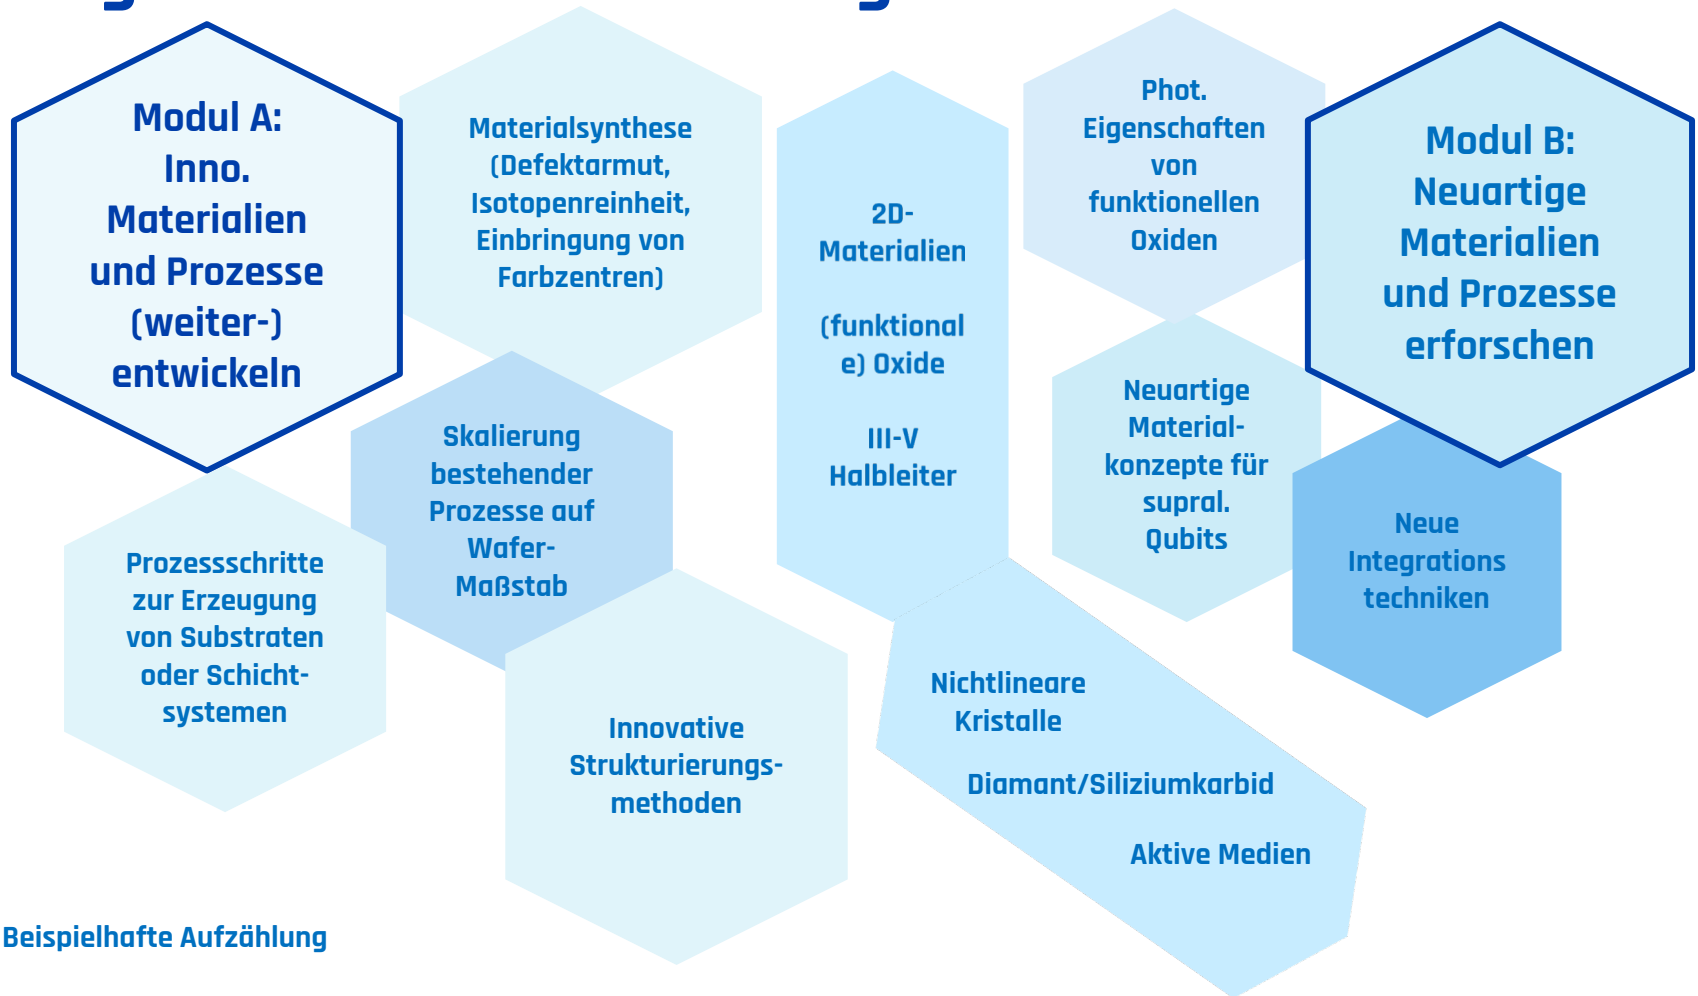 Modul A:
Inno.
Materialien
und Prozesse
(weiter-)
entwickeln
Materialsynthese
(Defektarmut,
Isotopenreinheit,
Einbringung von
Farbzentren)
Skalierung
bestehender
Prozesse auf
Wafer-
Maßstab
Prozessschritte
zur Erzeugung
von Substraten
oder Schicht-
systemen
Innovative
Strukturierungs-
methoden
2D-
Materialien
(funktional
e) Oxide
III-V
Halbleiter
Nichtlineare
Kristalle
Diamant/Siliziumkarbid
Aktive Medien
Phot.
Eigenschaften
von
funktionellen
Oxiden
Neuartige
Material-
konzepte für
supral.
Qubits
Modul B:
Neuartige
Materialien
und Prozesse
erforschen
Neue
Integrations
techniken
Beispielhafte Aufzählung